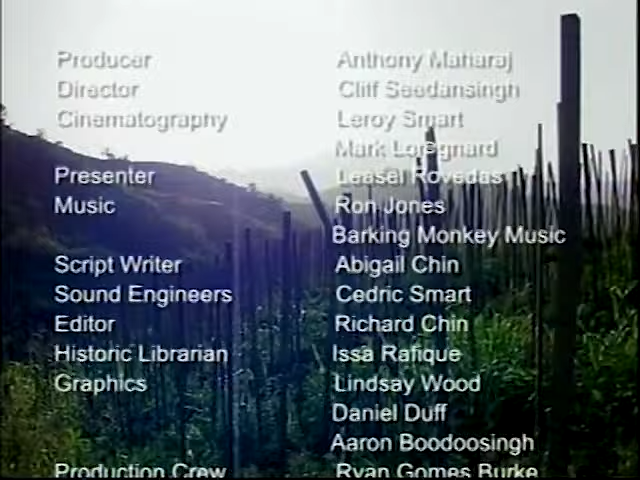 Producer Anthony Maharaj
Director Cliff Seedansingh
Cinematography Leroy Smart
Mark
Presenter Leasel Rovedas
Music Ron Jones
Barking Monkey Music
Script Writer Abigail Chin
Sound Engineers Cedric Smart
Editor Richard Chin
Historic Librarian Issa Rafique
Graphics Lindsay Wood
Daniel Duff
Aaron Boodoosingh
Production Crew Ryan Gomes Burke